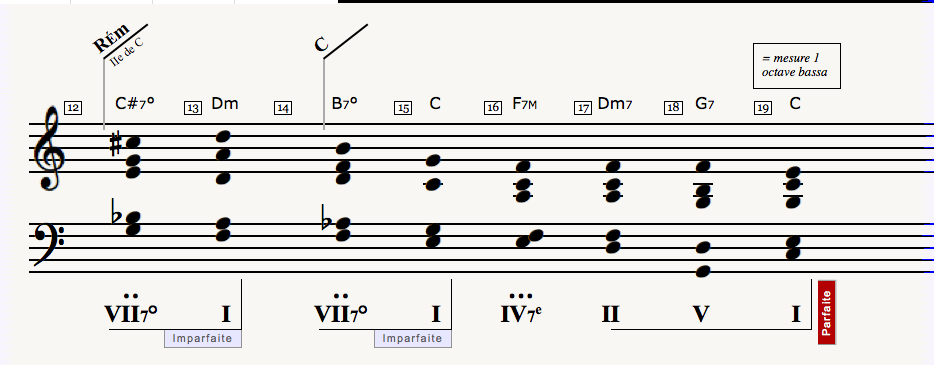 RÉm
IIe de C
C
= mesure 1
octave bassa
12 C#7° 13 Dm 14 B7° 15 C 16 F7M 17 Dm7 18 G7 19 C
VII7° I VII7° I IV7e II V I
Imparfaite Imparfaite
Parfaite